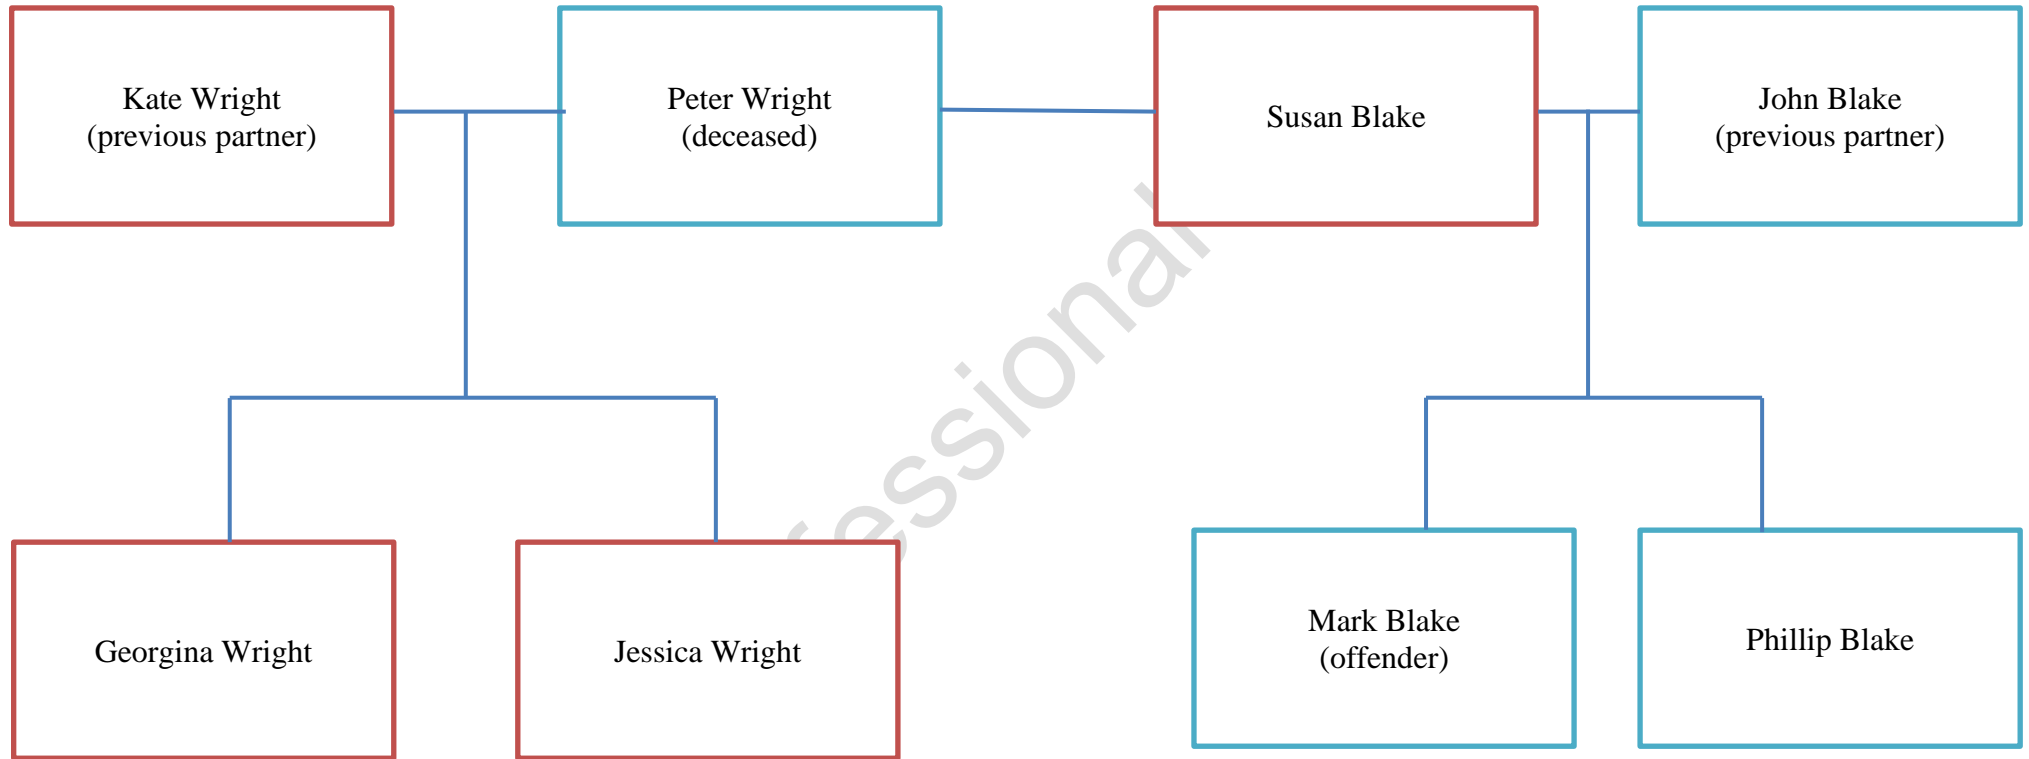 Kate Wright
(previous partner)
Peter Wright
(deceased)
Susan Blake
John Blake
(previous partner)
Georgina Wright
Jessica Wright
Mark Blake
(offender)
Phillip Blake